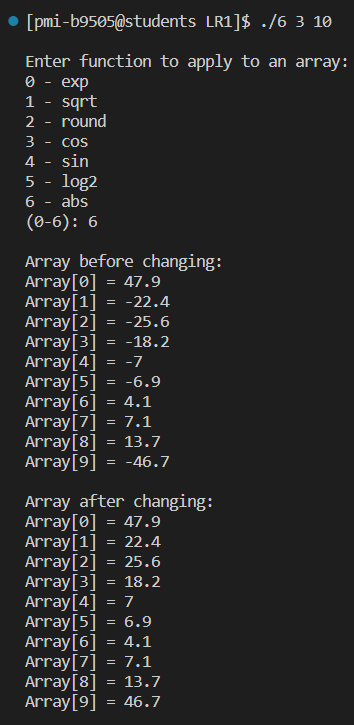 [pmi-b9505@students LR1]$ ./6 3 10
Enter function to apply to an array:
0 - exp
1 - sqrt
2 - round
3 - cos
4 - sin
5 - log2
6 - abs
(0-6): 6
Array before changing:
Array[0] = 47.9
Array[1] = -22.4
Array[2] = -25.6
Array[3] = -18.2
Array[4] = -7
Array[5] = -6.9
Array[6] = 4.1
Array[7] = 7.1
Array[8] = 13.7
Array[9] = -46.7
Array after changing:
Array[0] = 47.9
Array[1] = 22.4
Array[2] = 25.6
Array[3] = 18.2
Array[4] = 7
Array[5] = 6.9
Array[6] = 4.1
Array[7] = 7.1
Array[8] = 13.7
Array[9] = 46.7